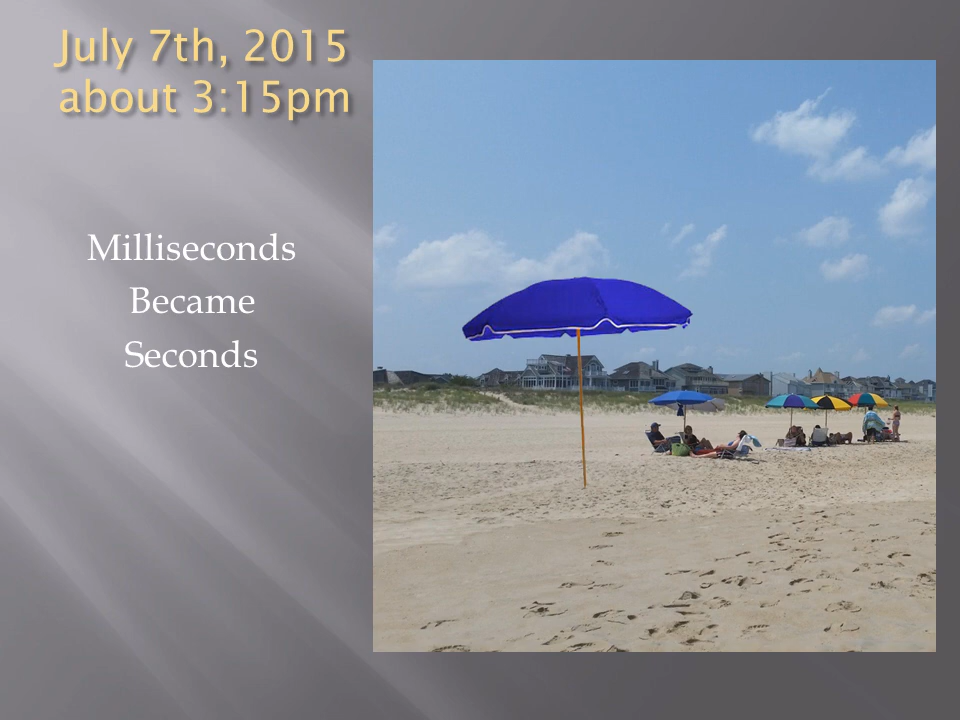 July 7th, 2015
about 3:15pm
Milliseconds
Became
Seconds